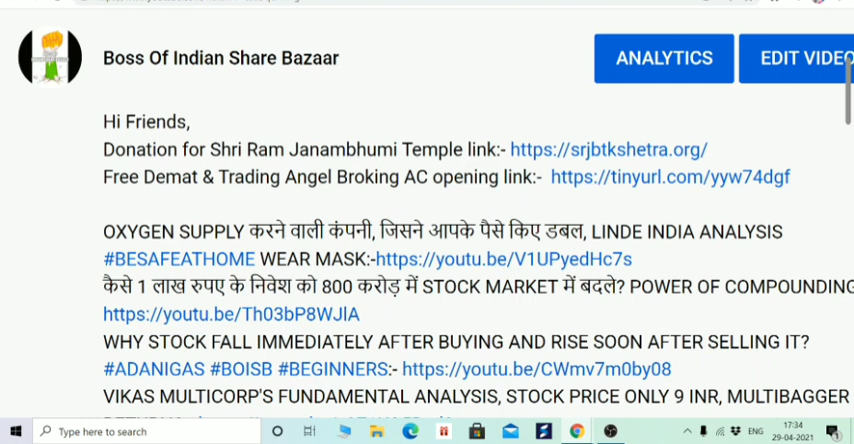 Boss Of Indian Share Bazaar
ANALYTICS
EDIT VIDEO
Hi Friends,
Donation for Shri Ram Janambhumi Temple link:- https://srjbtkshetra.org/
Free Demat & Trading Angel Broking AC opening link:- https://tinyurl.com/yyw74dgf
OXYGEN SUPPLY करने वाली कंपनी, जिसने आपके पैसे किए डबल, LINDE INDIA ANALYSIS
#BESAFEATHOME WEAR MASK:-https://youtu.be/V1UPyedHc7s
कैसे 1 लाख रुपए के निवेश को 800 करोड़ में STOCK MARKET में बदले? POWER OF COMPOUNDING
https://youtu.be/Th03bP8WJlA
WHY STOCK FALL IMMEDIATELY AFTER BUYING AND RISE SOON AFTER SELLING IT?
#ADANIGAS #BOISB #BEGINNERS:- https://youtu.be/CWmv7m0by08
VIKAS MULTICORP'S FUNDAMENTAL ANALYSIS, STOCK PRICE ONLY 9 INR, MULTIBAGGER
Type here to search
ENG
17:34
29-04-2021